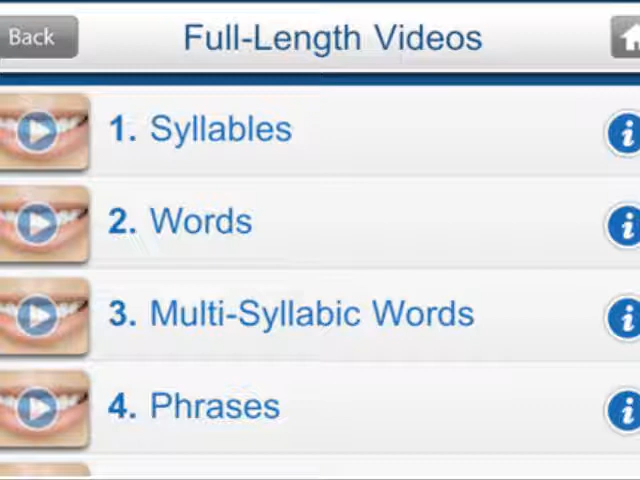 Back
Full-Length Videos
1. Syllables
2. Words
3. Multi-Syllabic Words
4. Phrases